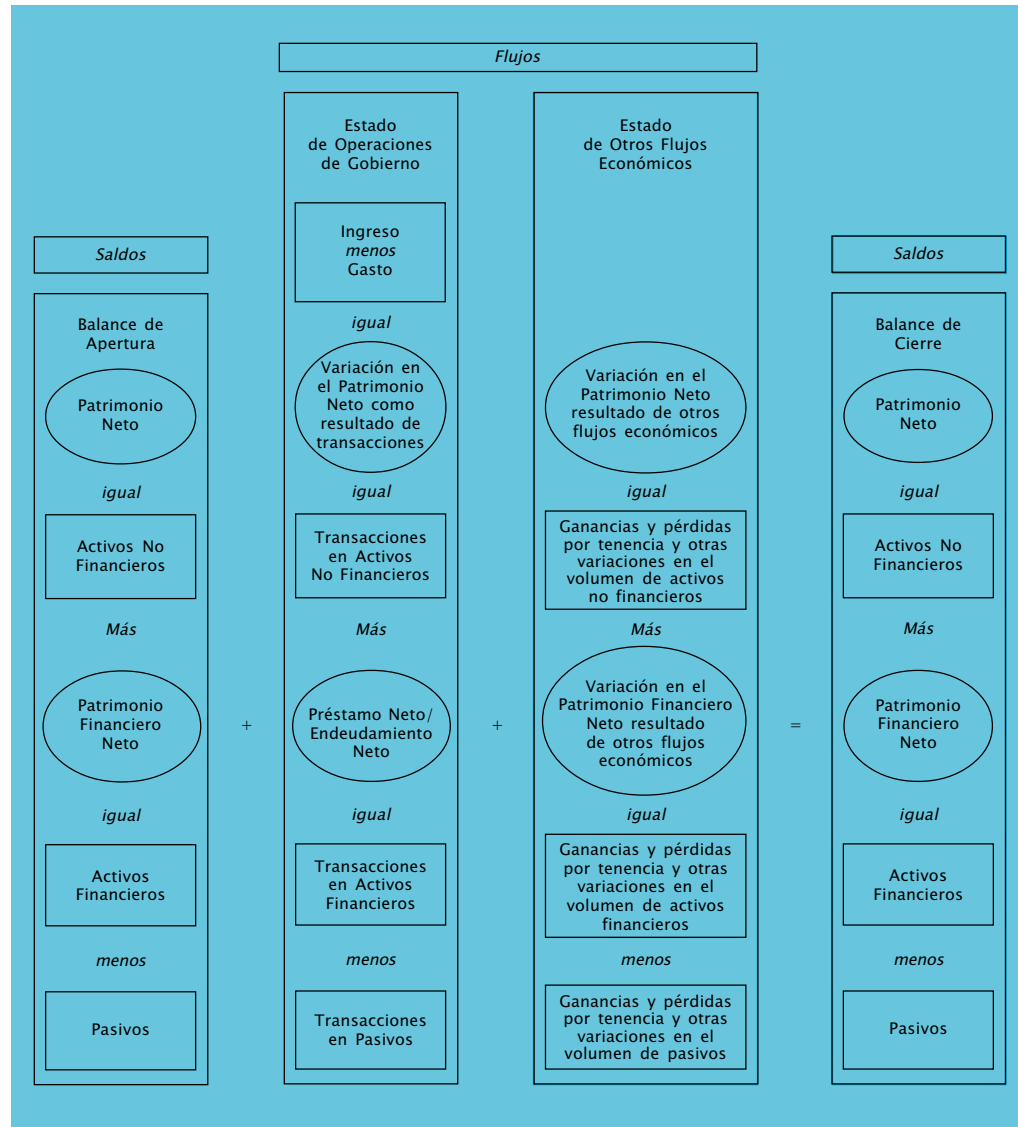 Flujos
Saldos
Balance de
Apertura
Patrimonio
Neto
igual
Activos No
Financieros
Más
Patrimonio
Financiero
Neto
igual
Activos
Financieros
menos
Pasivos
+
Estado
de Operaciones
de Gobierno
Ingreso
menos
Gasto
igual
Variación en
el Patrimonio
Neto como
resultado de
transacciones
igual
Transacciones
en Activos
No Financieros
Más
Préstamo Neto/
Endeudamiento
Neto
igual
Transacciones
en Activos
Financieros
menos
Transacciones
en Pasivos
+
Estado
de Otros Flujos
Económicos
Variación en el
Patrimonio Neto
resultado de otros
flujos económicos
igual
Ganancias y pérdidas
por tenencia y otras
variaciones en el
volumen de activos
no financieros
Más
Variación en el
Patrimonio Financiero
Neto resultado
de otros flujos
económicos
igual
Ganancias y pérdidas
por tenencia y otras
variaciones en el
volumen de activos
financieros
menos
Ganancias y pérdidas
por tenencia y otras
variaciones en el
volumen de pasivos
=
Saldos
Balance de
Cierre
Patrimonio
Neto
igual
Activos No
Financieros
Más
Patrimonio
Financiero
Neto
igual
Activos
Financieros
menos
Pasivos